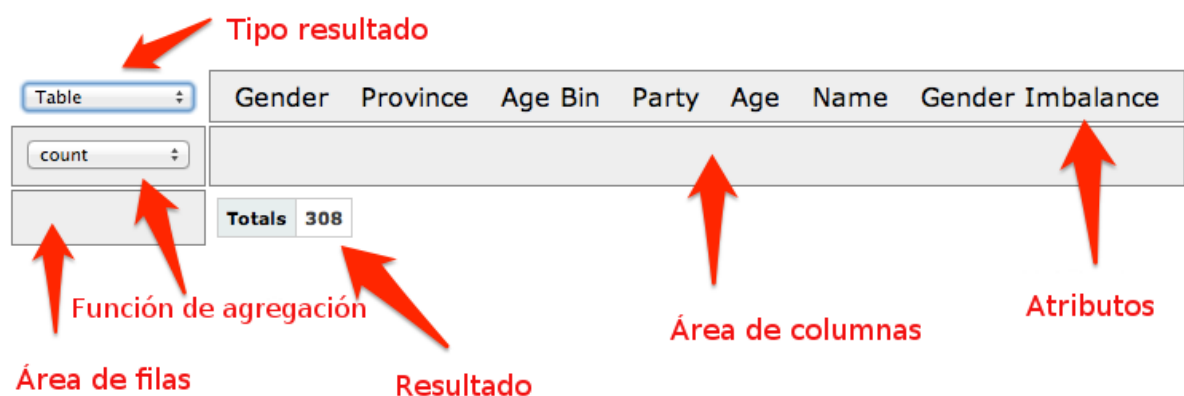 Tipo resultado
Table
Gender Province Age Bin Party Age Name Gender Imbalance
count
Totals 308
Función de agregación
Área de columnas
Atributos
Área de filas
Resultado